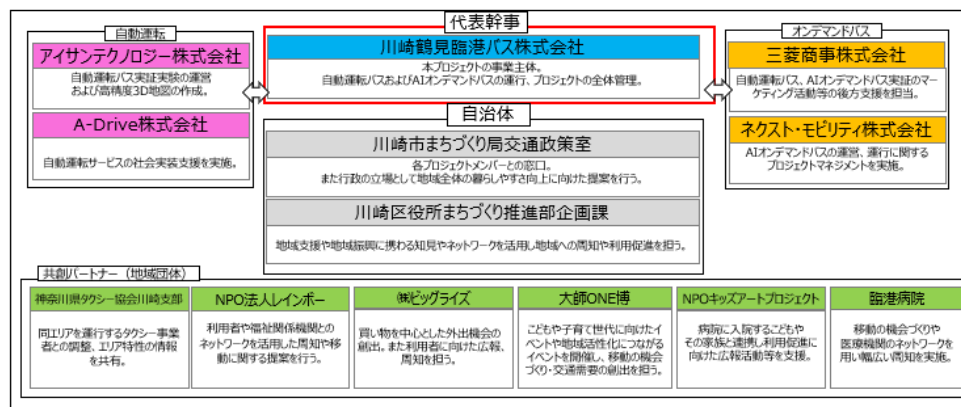 代表幹事
川崎鶴見臨港バス株式会社
本プロジェクトの事業主体。
自動運転バスおよびAIオンデマンドバスの運行、プロジェクトの全体管理。
自動運転
アイサンテクノロジー株式会社
自動運転バス実証実験の運営
および高精度3D地図の作成。
A-Drive株式会社
自動運転サービスの社会実装支援を実施。
オンデマンドバス
三菱商事株式会社
自動運転バス、AIオンデマンドバス実証のマー
ケティング活動等の後方支援を担当。
ネクスト・モビリティ株式会社
AIオンデマンドバスの運営、運行に関する
プロジェクトマネジメントを実施。
自治体
川崎市まちづくり局交通政策室
各プロジェクトメンバーとの窓口。
また行政の立場として地域全体の暮らしやすさ向上に向けた提案を行う。
川崎区役所まちづくり推進部企画課
地域支援や地域振興に携わる知見やネットワークを活用し地域への周知や利用促進を担う。
共創パートナー（地域団体）
神奈川県タクシー協会川崎支部
同エリアを運行するタクシー事業
者との調整、エリア特性の情報
を共有。
NPO法人レインボー
利用者や福祉関係機関との
ネットワークを活用した周知や移
動に関する提案を行う。
㈱ビッグライズ
買い物を中心とした外出機会の
創出。また利用者に向けた広報、
周知を担う。
大師ONE博
こどもや子育て世代に向けたイ
ベントや地域活性化につながる
イベントを開催し、移動の機会
づくり・交通需要の創出を担う。
NPOキッズアートプロジェクト
病院に入院するこどもや
その家族と連携し利用促進に
向けた広報活動等を支援。
臨港病院
移動の機会づくりや
医療機関のネットワークを
用い幅広い周知を実施。